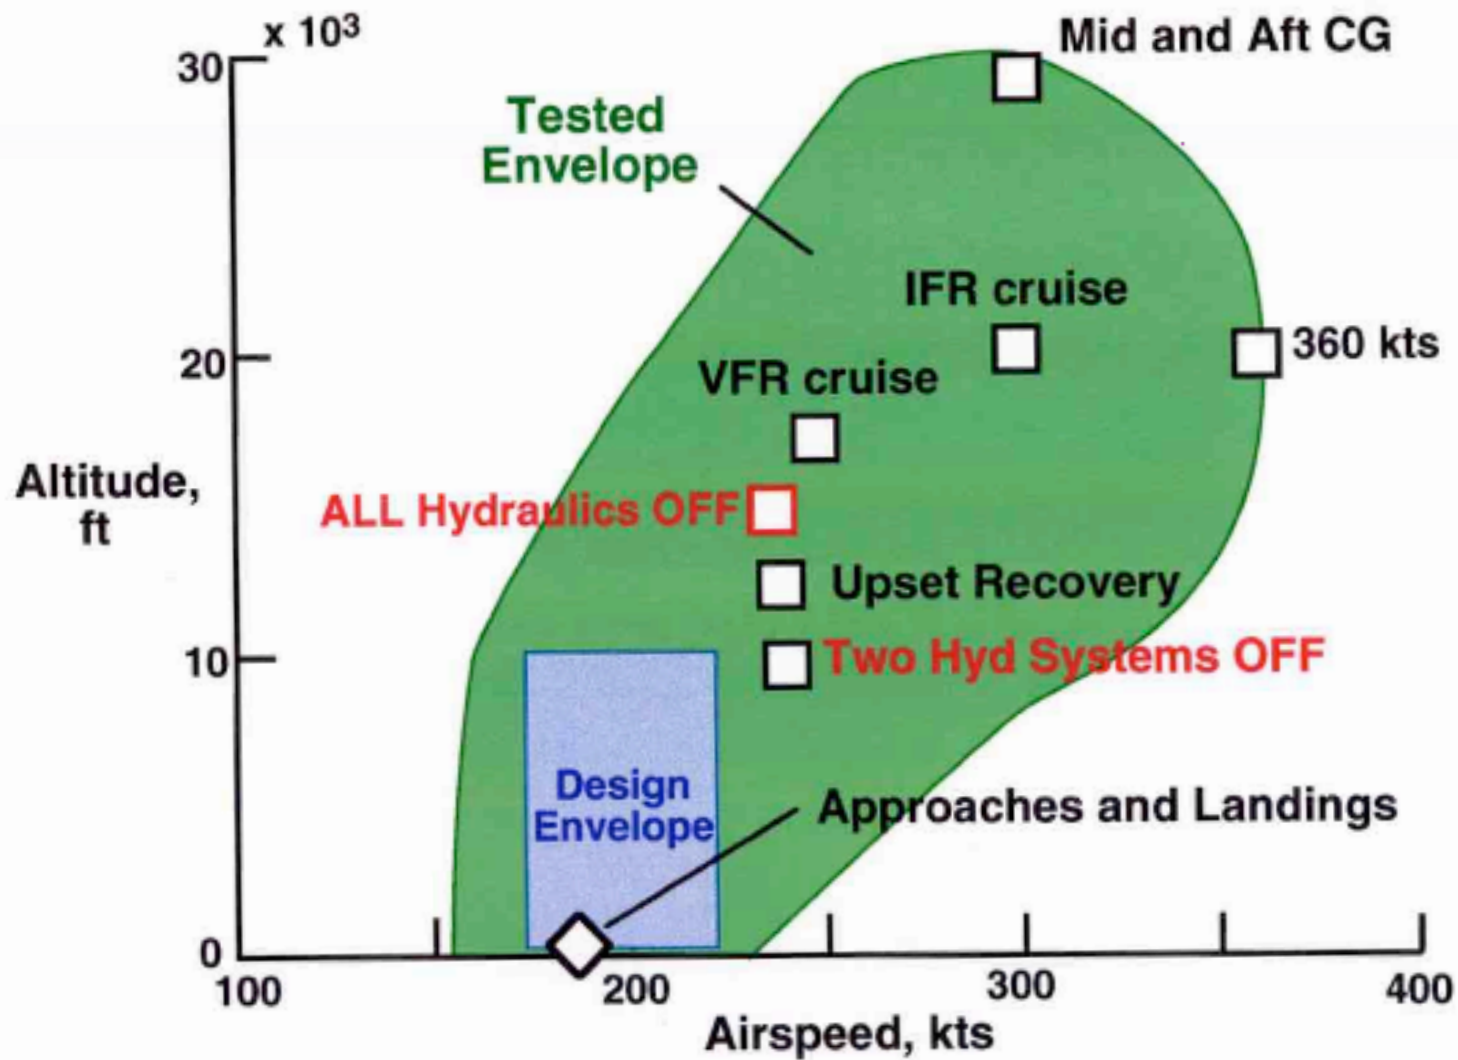 x 10³
30
Mid and Aft CG
Tested
Envelope
IFR cruise
20
360 kts
VFR cruise
Altitude,
ft
ALL Hydraulics OFF
Upset Recovery
10
Two Hyd Systems OFF
Design
Envelope
Approaches and Landings
0
100
200
300
400
Airspeed, kts